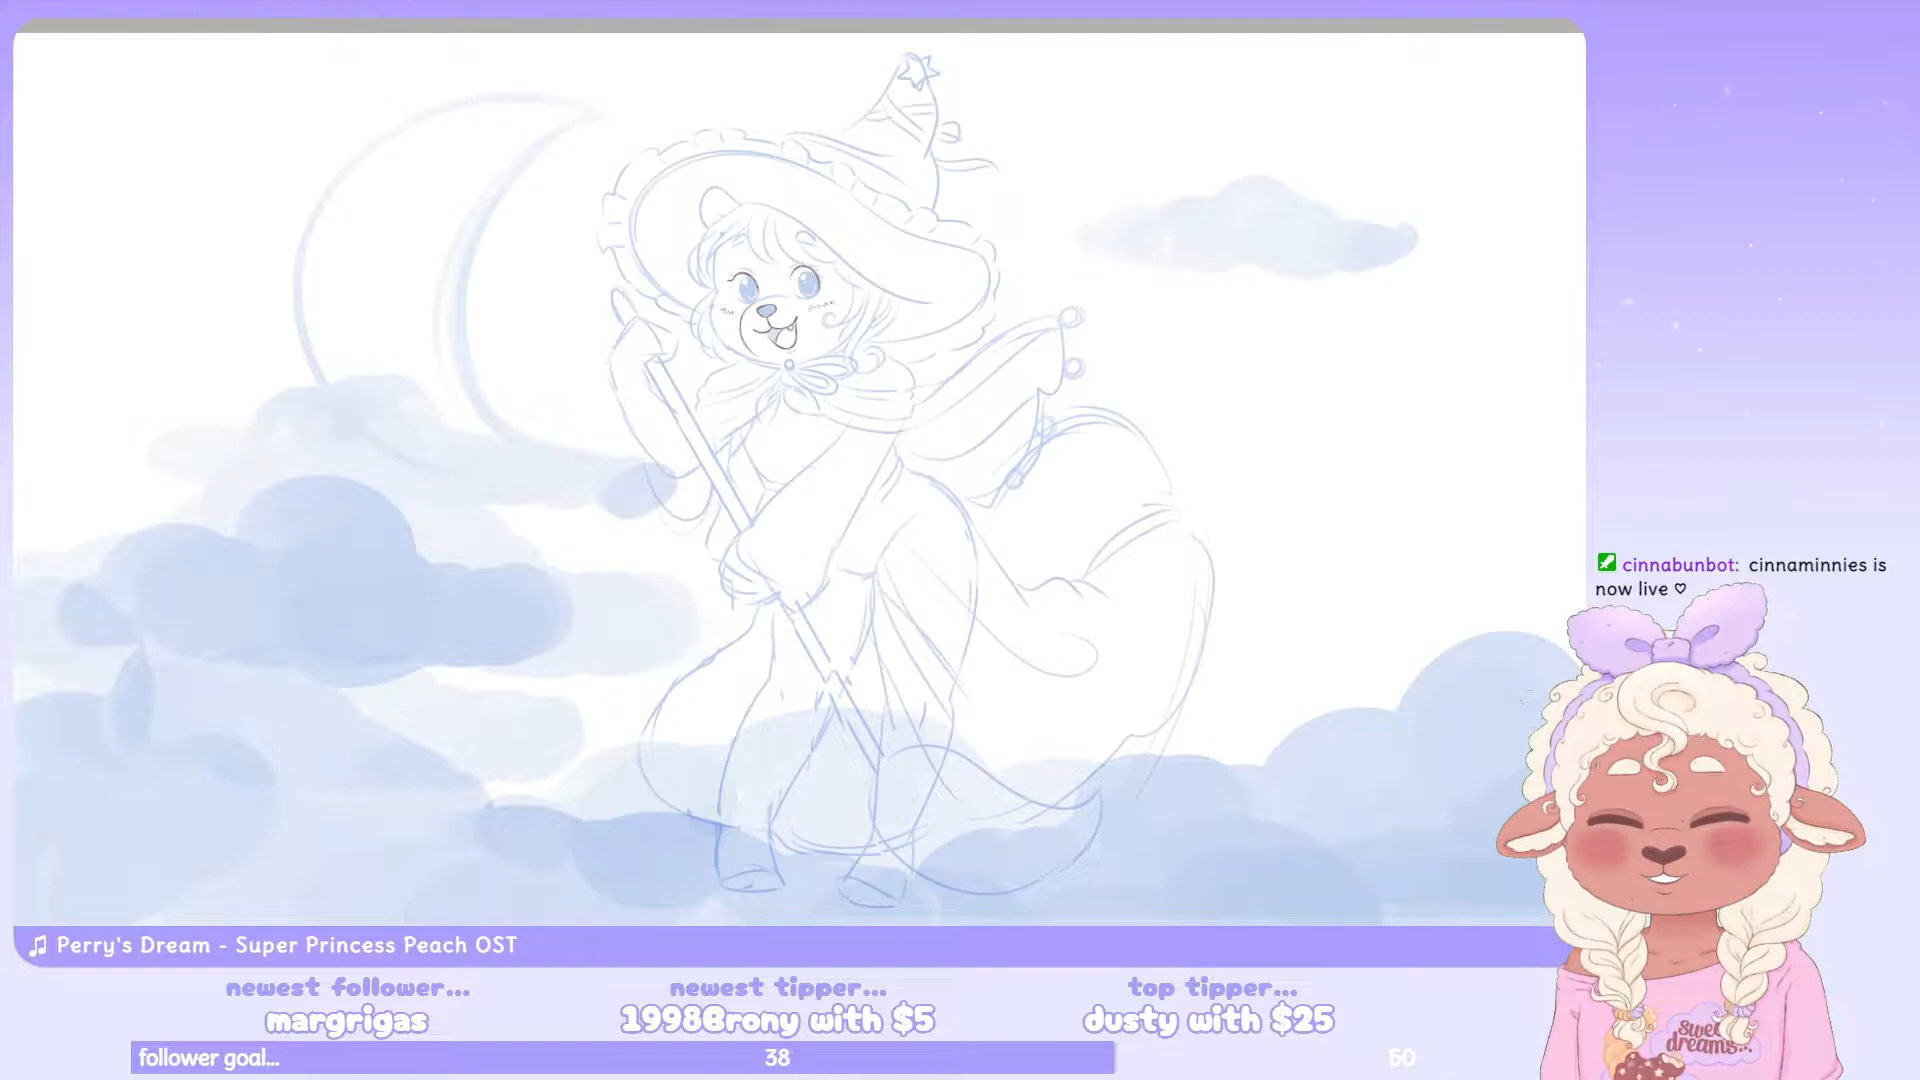 cinnabunbot: cinnaminnies is
now live ♡
♫ Perry's Dream - Super Princess Peach OST
newest follower...
margrigas
newest tipper...
1998Brony with $5
top tipper...
dusty with $25
follower goal...
38
50
sweet
dreams...